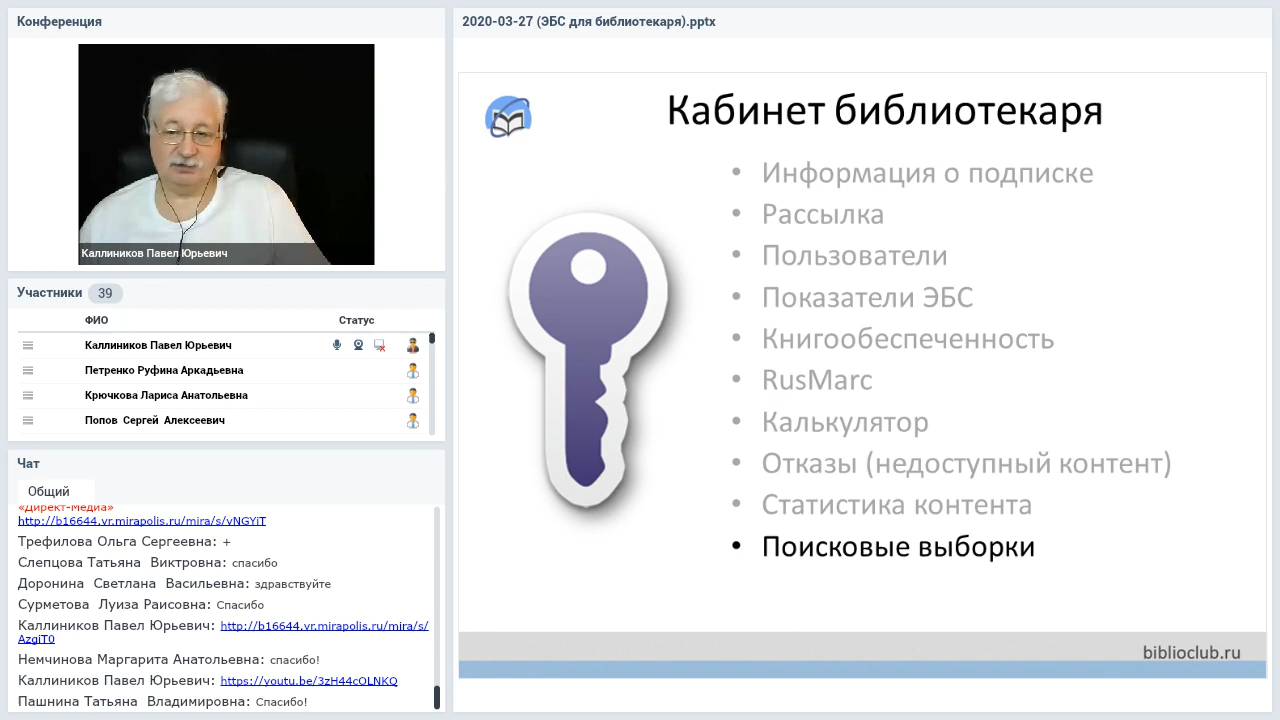 Конференция
Каллиников Павел Юрьевич
Участники 39
ФИО Статус
Каллиников Павел Юрьевич
Петренко Руфина Аркадьевна
Крючкова Лариса Анатольевна
Попов Сергей Алексеевич
Чат
Общий
«Директ-Медиа»
http://b16644.vr.mirapolis.ru/mira/s/vNGYiT
Трефилова Ольга Сергеевна: +
Слепцова Татьяна Виктровна: спасибо
Доронина Светлана Васильевна: здравствуйте
Сурметова Луиза Раисовна: Спасибо
Каллиников Павел Юрьевич: http://b16644.vr.mirapolis.ru/mira/s/
AzgiT0
Немчинова Маргарита Анатольевна: спасибо!
Каллиников Павел Юрьевич: https://youtu.be/3zH44cOLNKQ
Пашнина Татьяна Владимировна: Спасибо!
2020-03-27 (ЭБС для библиотекаря).pptx
Кабинет библиотекаря
• Информация о подписке
• Рассылка
• Пользователи
• Показатели ЭБС
• Книгообеспеченность
• RusMarc
• Калькулятор
• Отказы (недоступный контент)
• Статистика контента
• Поисковые выборки
biblioclub.ru